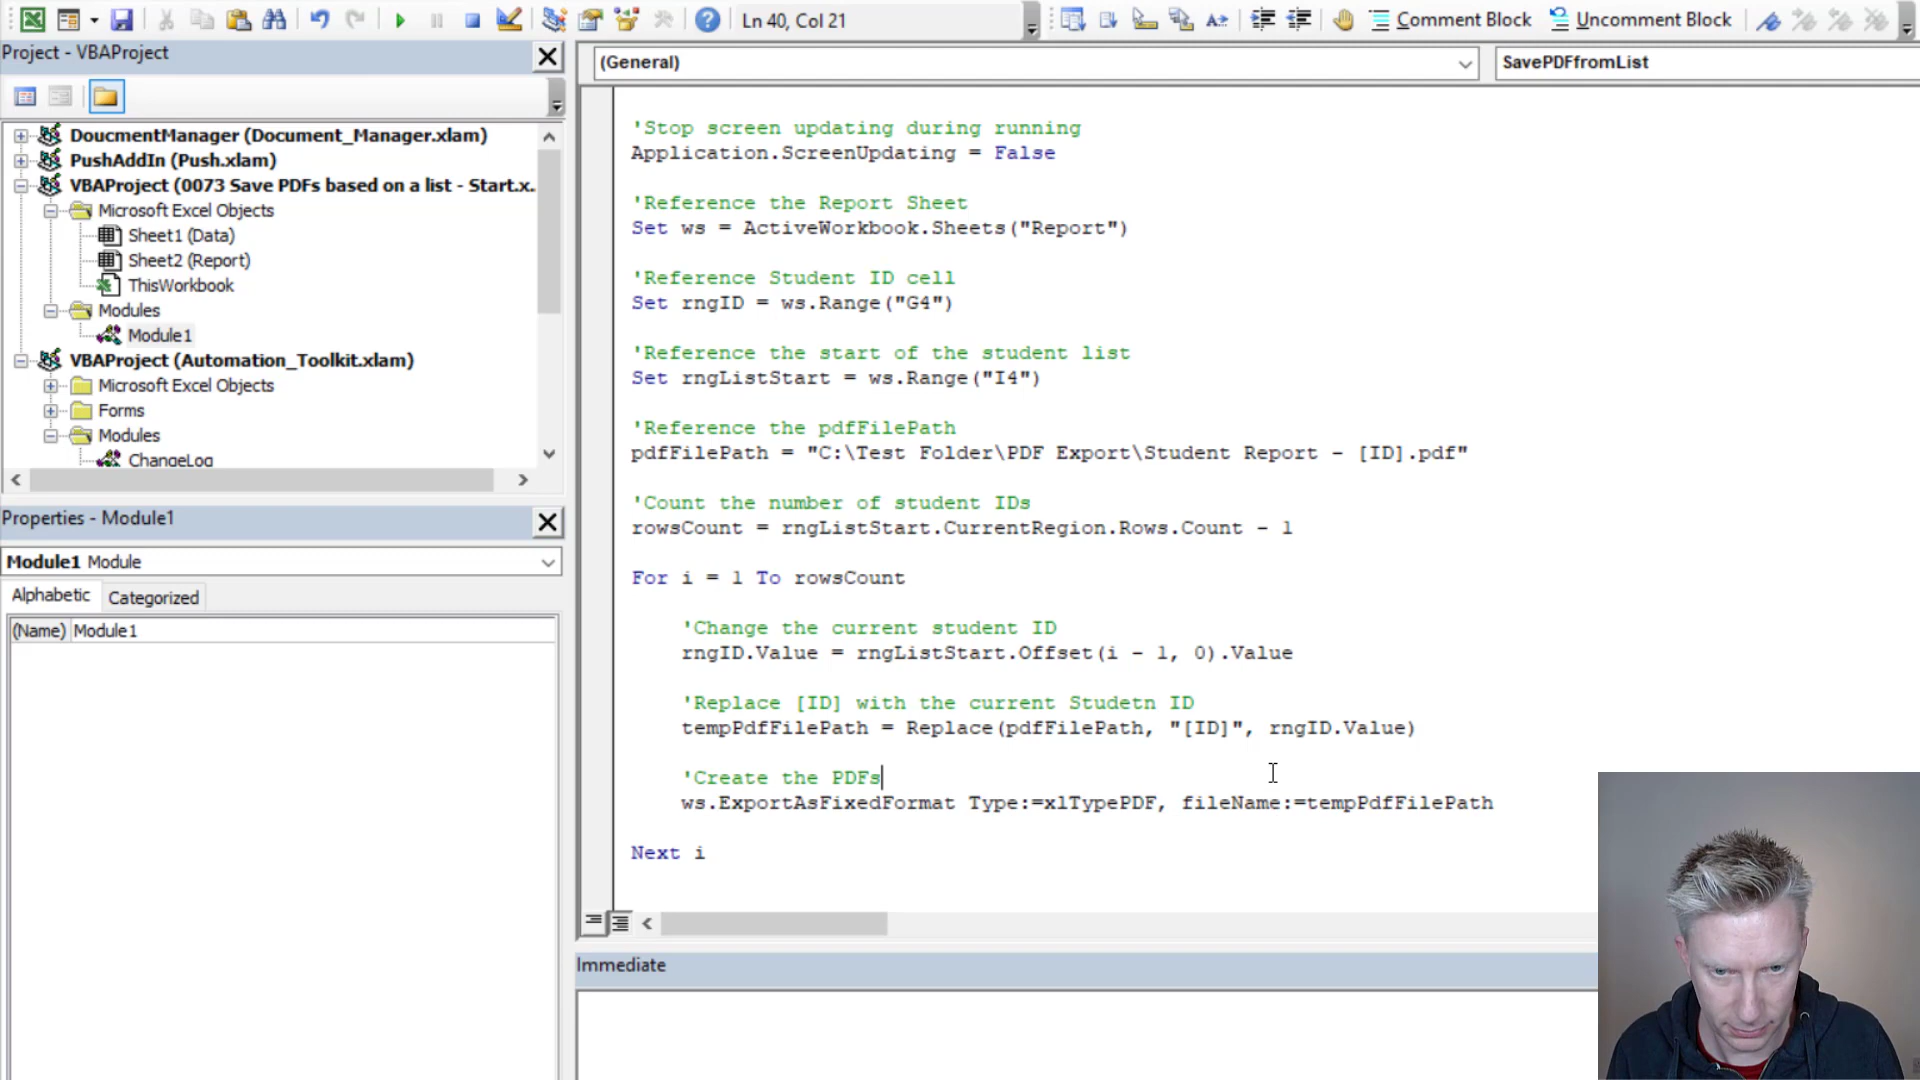 Ln 40, Col 21
Comment Block
Uncomment Block
Project - VBAProject
DoucmentManager (Document_Manager.xlam)
PushAddIn (Push.xlam)
VBAProject (0073 Save PDFs based on a list - Start.x..
Microsoft Excel Objects
Sheet1 (Data)
Sheet2 (Report)
ThisWorkbook
Modules
Module1
VBAProject (Automation_Toolkit.xlam)
Microsoft Excel Objects
Forms
Modules
ChangeLog
Properties - Module1
Module1 Module
Alphabetic
Categorized
(Name) Module1
(General)
SavePDFfromList
'Stop screen updating during running
Application.ScreenUpdating = False
'Reference the Report Sheet
Set ws = ActiveWorkbook.Sheets("Report")
'Reference Student ID cell
Set rngID = ws.Range("G4")
'Reference the start of the student list
Set rngListStart = ws.Range("I4")
'Reference the pdfFilePath
pdfFilePath = "C:\Test Folder\PDF Export\Student Report - [ID].pdf"
'Count the number of student IDs
rowsCount = rngListStart.CurrentRegion.Rows.Count - 1
For i = 1 To rowsCount
'Change the current student ID
rngID.Value = rngListStart.Offset(i - 1, 0).Value
'Replace [ID] with the current Studetn ID
tempPdfFilePath = Replace(pdfFilePath, "[ID]", rngID.Value)
'Create the PDFs
ws.ExportAsFixedFormat Type:=xlTypePDF, fileName:=tempPdfFilePath
Next i
Immediate